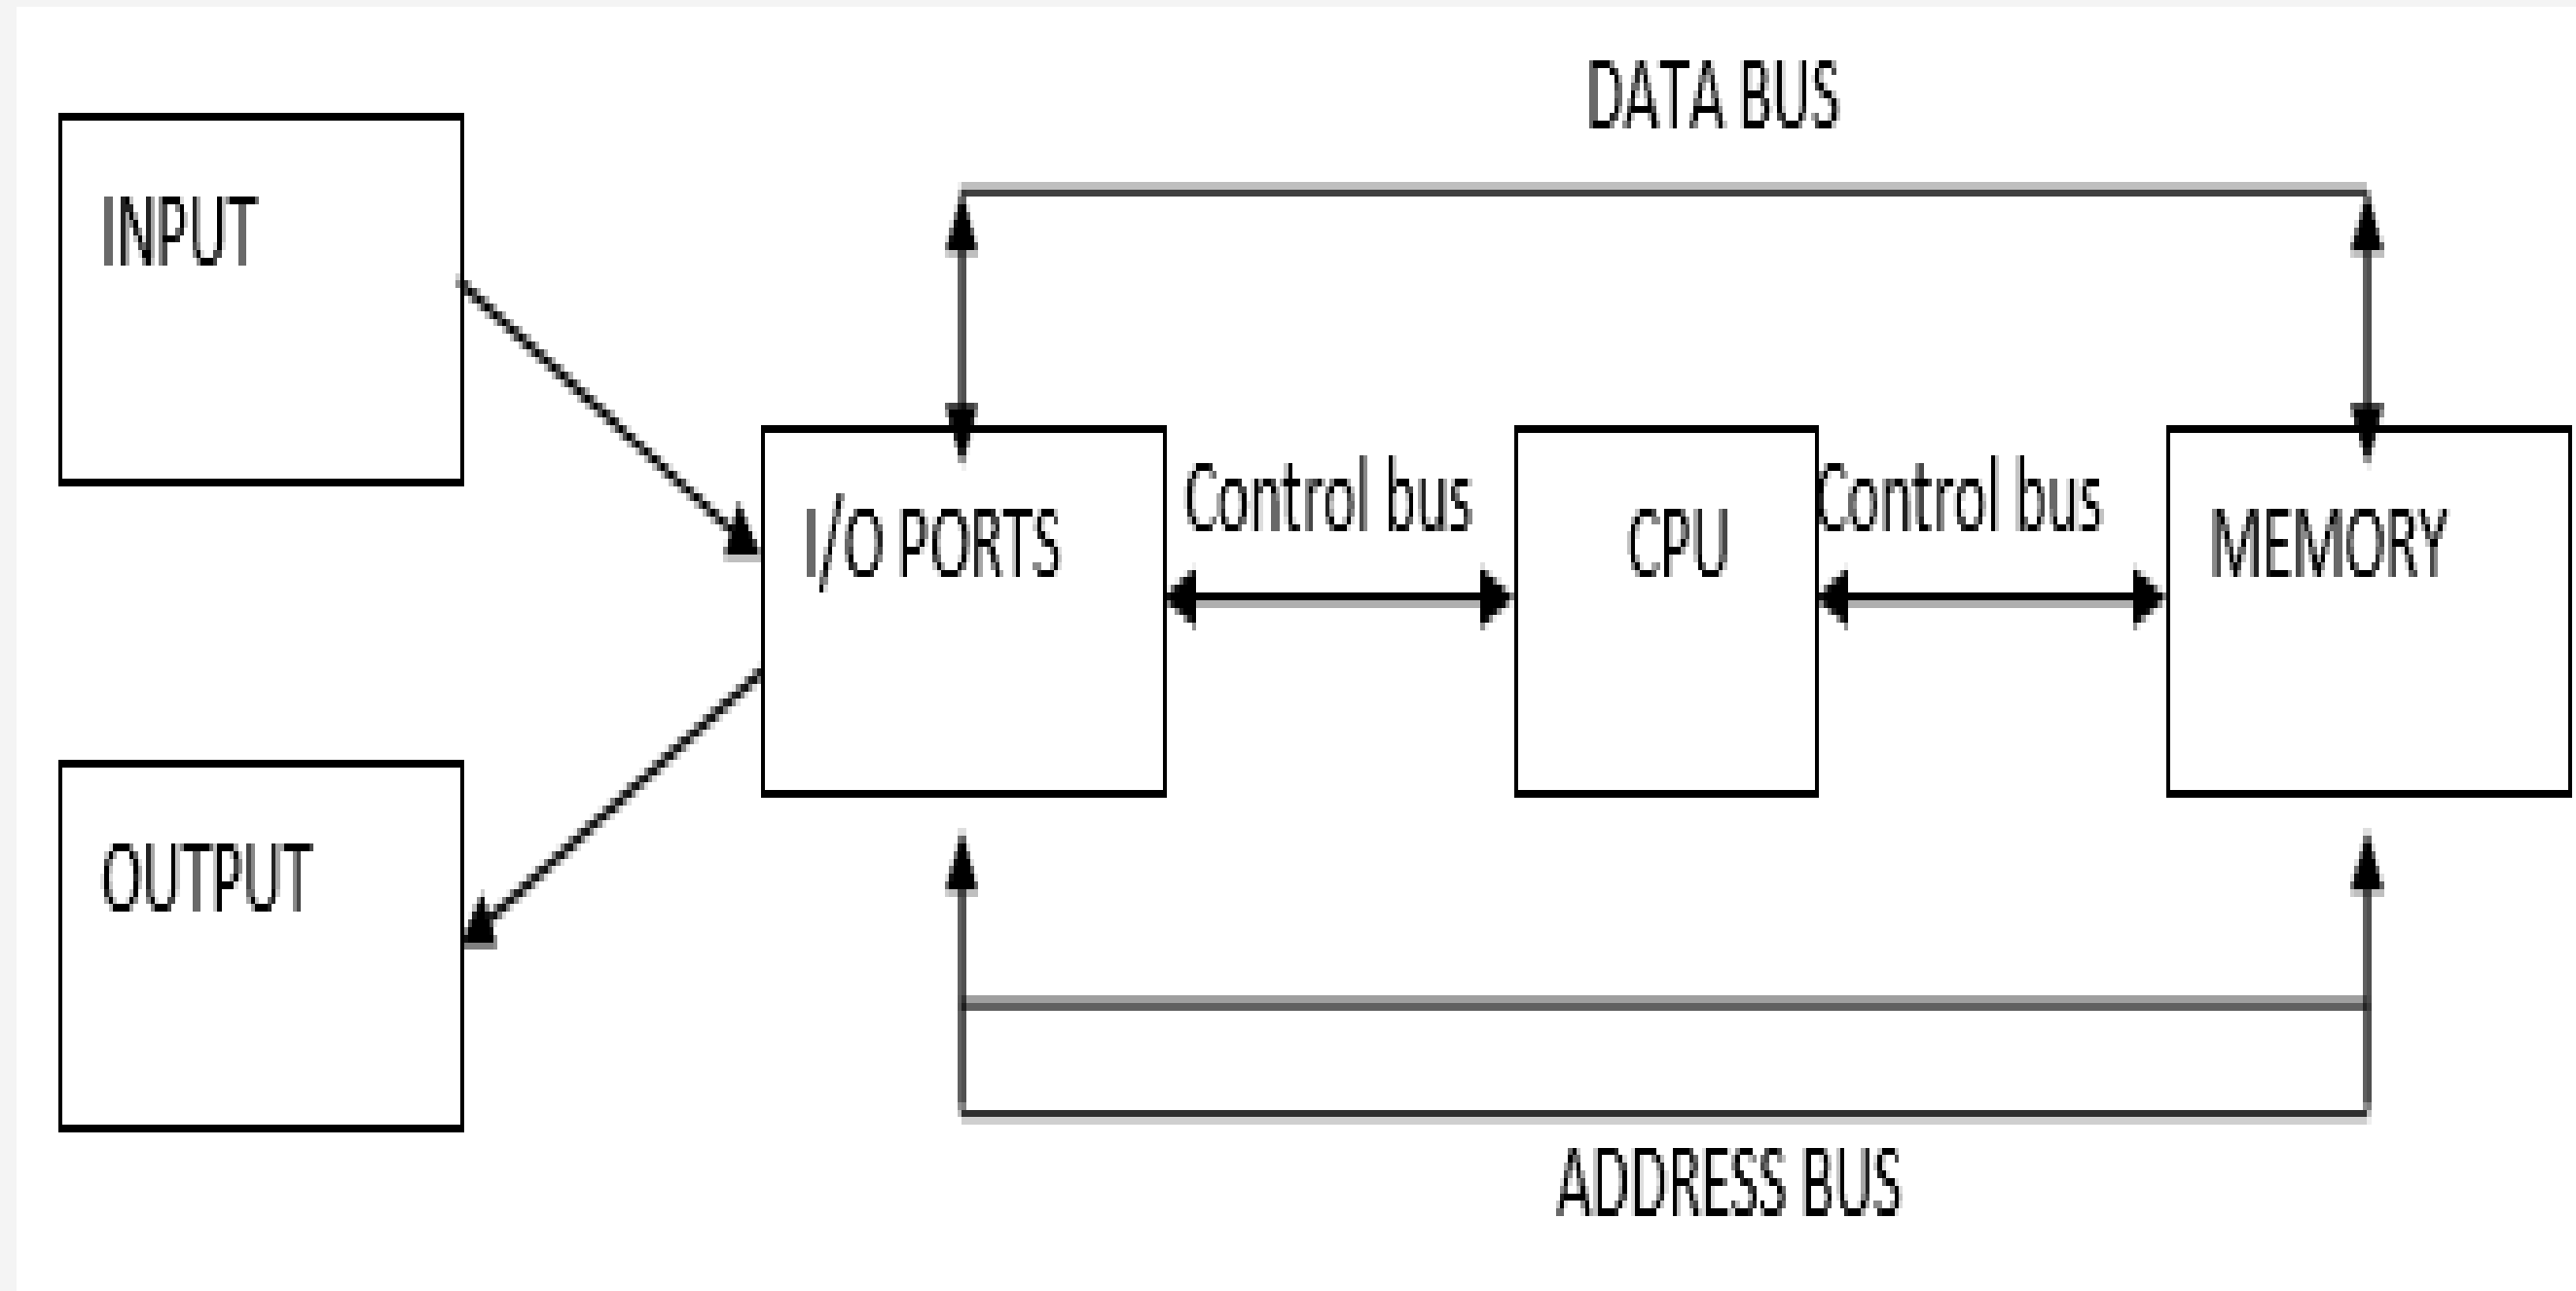 DATA BUS
INPUT
I/O PORTS
Control bus
CPU
Control bus
MEMORY
OUTPUT
ADDRESS BUS